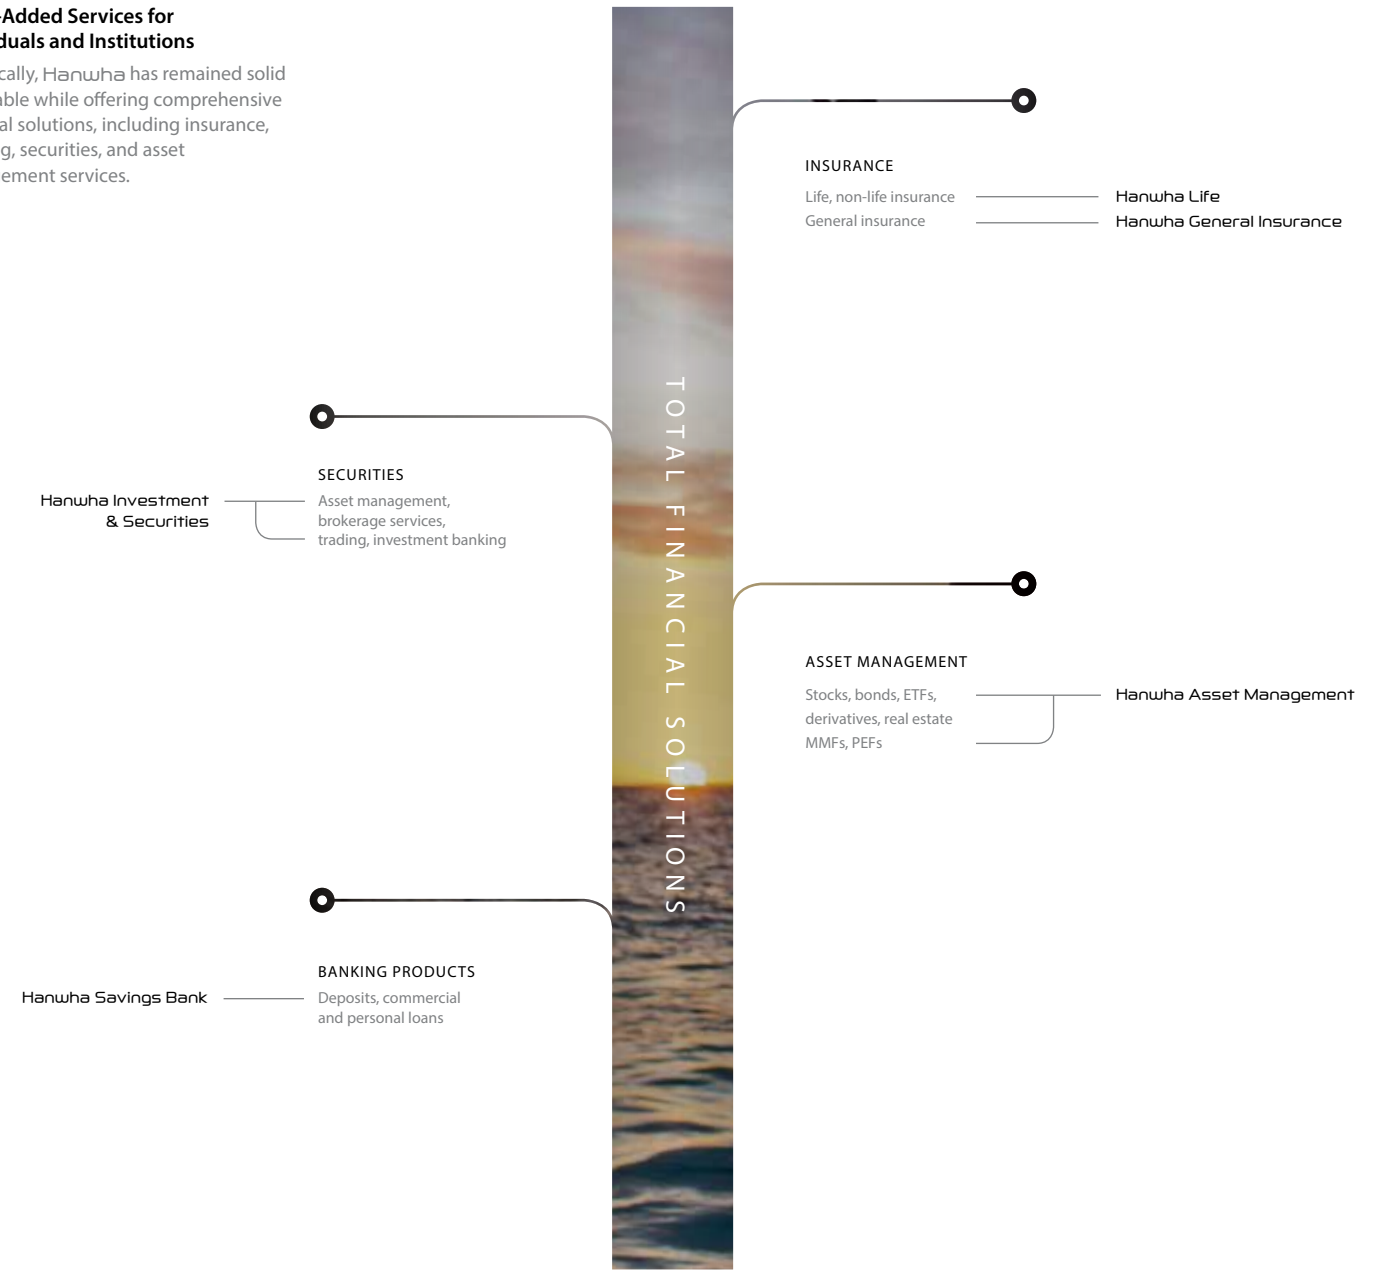 -Added Services for
duals and Institutions
cally, Hanwha has remained solid
able while offering comprehensive
al solutions, including insurance,
g, securities, and asset
ement services.
INSURANCE
Life, non-life insurance
Hanwha Life
General insurance
Hanwha General Insurance
TOTAL FINANCIAL SOLUTIONS
SECURITIES
Hanwha Investment
& Securities
Asset management,
brokerage services,
trading, investment banking
ASSET MANAGEMENT
Stocks, bonds, ETFs,
derivatives, real estate
MMFs, PEFs
Hanwha Asset Management
BANKING PRODUCTS
Hanwha Savings Bank
Deposits, commercial
and personal loans